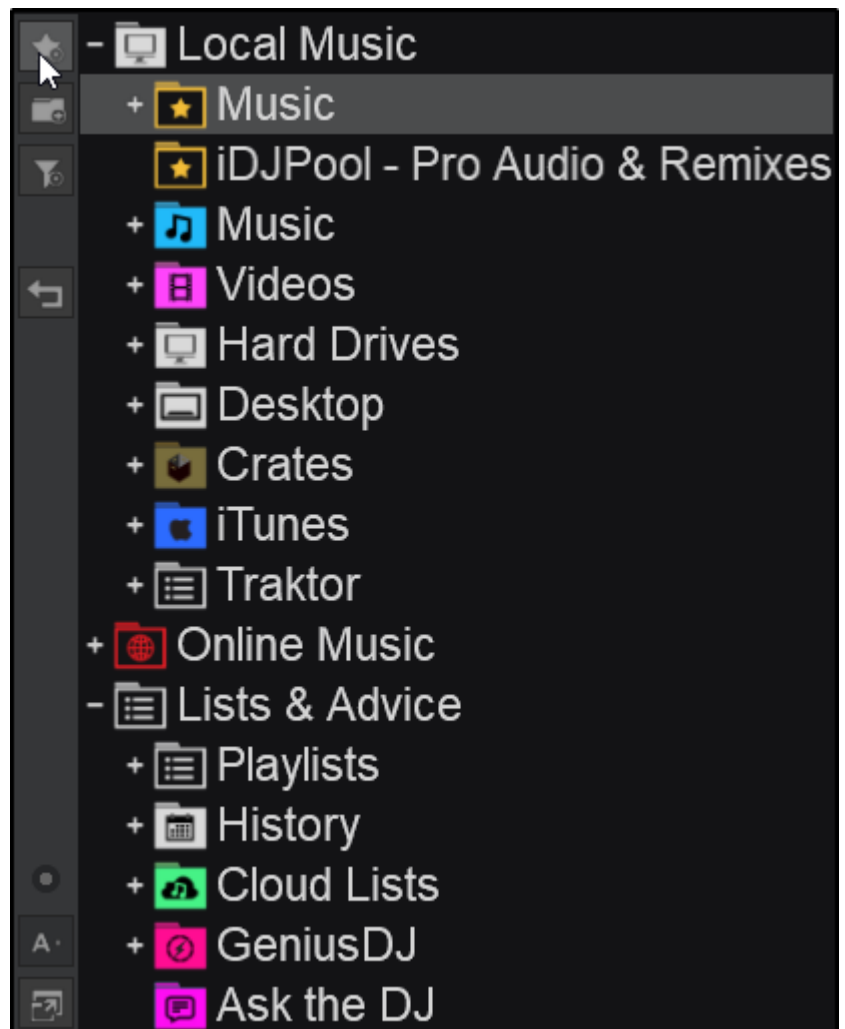 Local Music
Music
iDJPool - Pro Audio & Remixes
Music
Videos
Hard Drives
Desktop
Crates
iTunes
Traktor
Online Music
Lists & Advice
Playlists
History
Cloud Lists
GeniusDJ
Ask the DJ
A